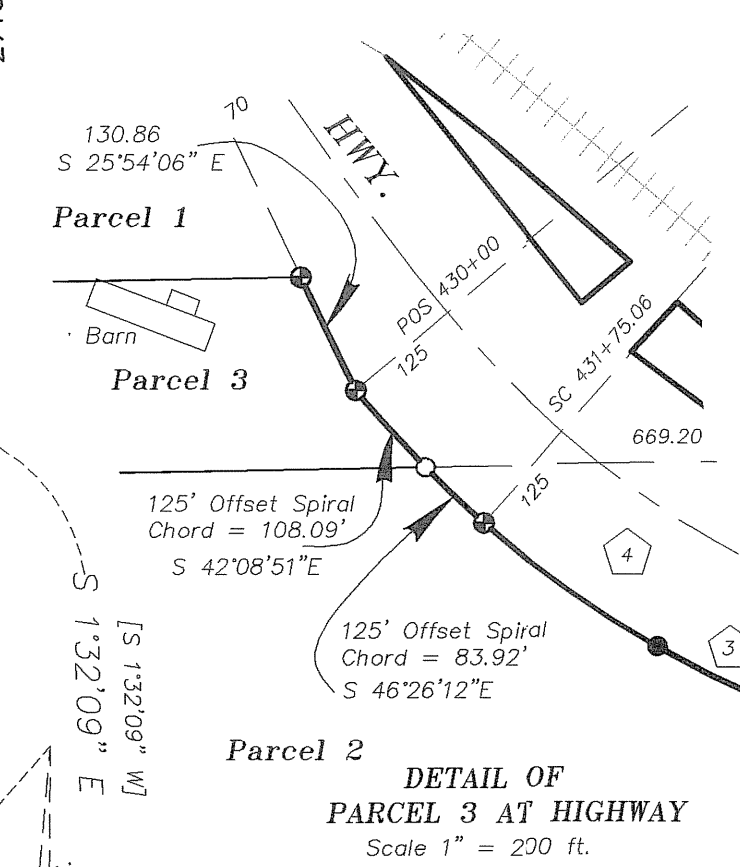 70
130.86
S 25°54'06" E
HWY.
Parcel 1
POS 430+00
125
Barn
Parcel 3
SC 431+75.06
669.20
125
125' Offset Spiral
Chord = 108.09'
S 42°08'51"E
4
125' Offset Spiral
Chord = 83.92'
S 46°26'12"E
3
[S 1°32'09" W]
S 1°32'09" E
Parcel 2
DETAIL OF
PARCEL 3 AT HIGHWAY
Scale 1" = 200 ft.